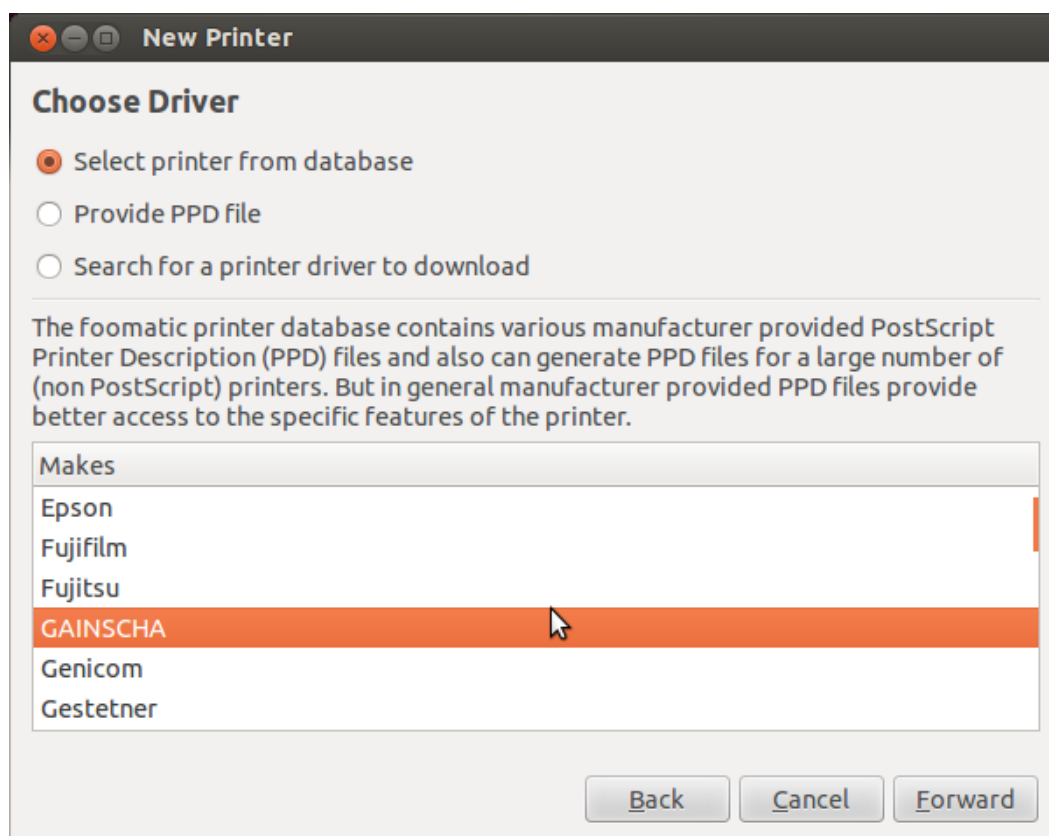 New Printer
Choose Driver
Select printer from database
Provide PPD file
Search for a printer driver to download
The foomatic printer database contains various manufacturer provided PostScript
Printer Description (PPD) files and also can generate PPD files for a large number of
(non PostScript) printers. But in general manufacturer provided PPD files provide
better access to the specific features of the printer.
Makes
Epson
Fujifilm
Fujitsu
GAINSCHA
Genicom
Gestetner
Back Cancel Forward